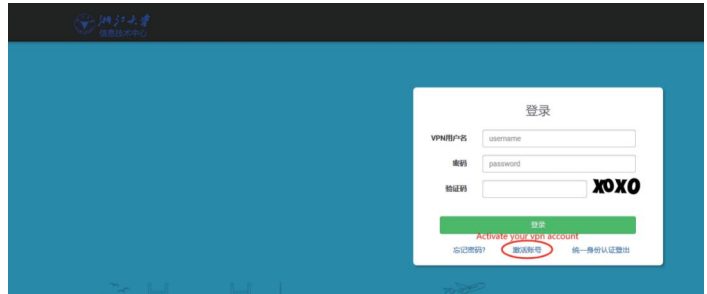 浙江大学
信息技术中心
登录
VPN用户名 username
密码 password
验证码 XOXO
登录
Activate your vpn account
忘记密码? 激活账号 统一身份认证登出